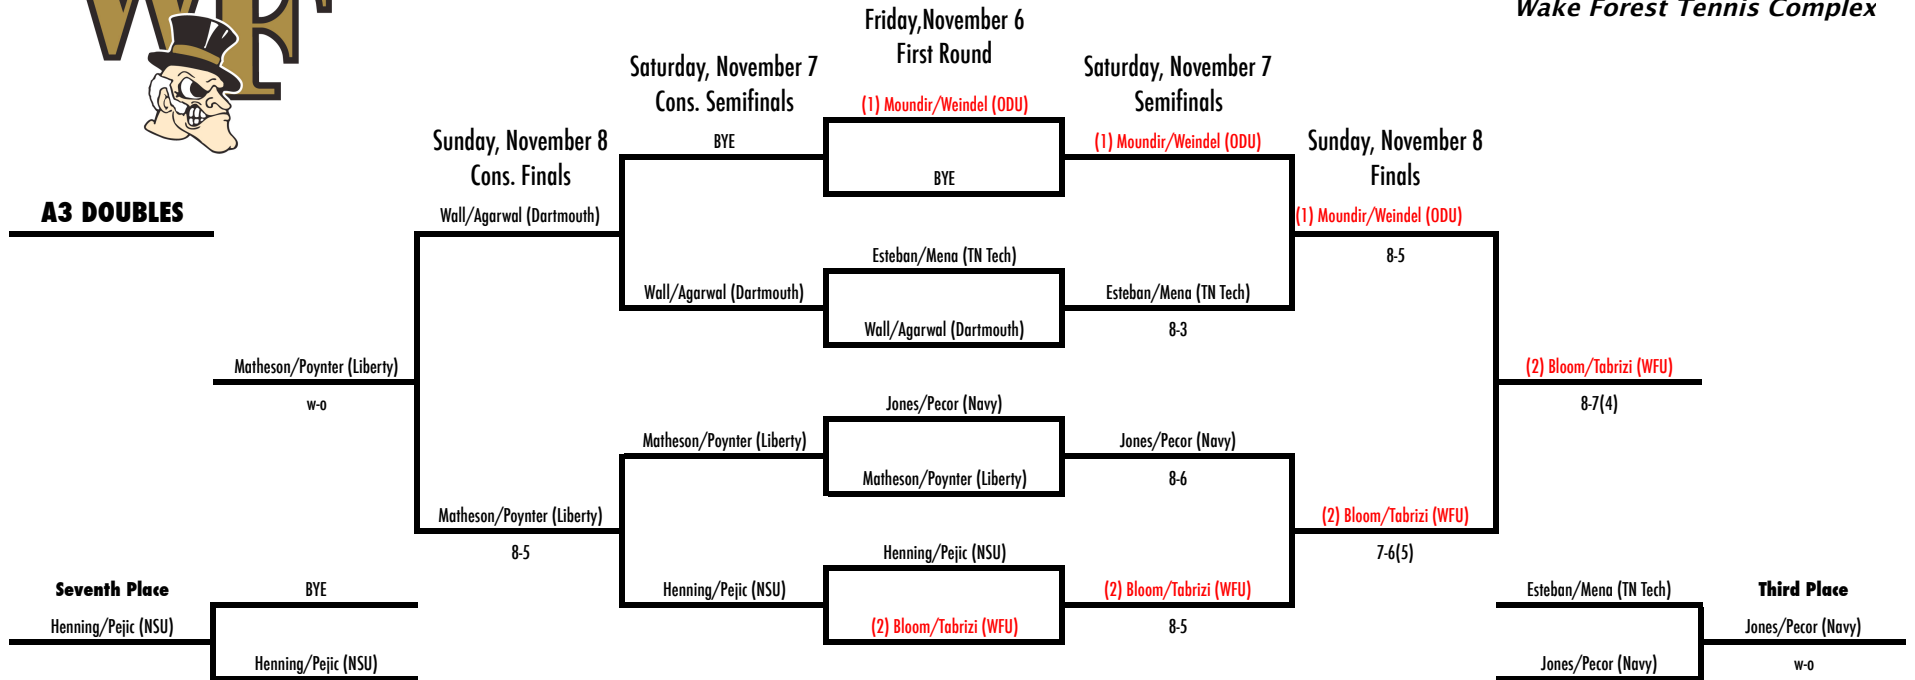 WF
Wake Forest Tennis Complex
Friday,November 6
First Round
Saturday, November 7
Cons. Semifinals
Saturday, November 7
Semifinals
(1) Moundir/Weindel (ODU)
Sunday, November 8
Cons. Finals
BYE
(1) Moundir/Weindel (ODU)
Sunday, November 8
Finals
BYE
A3 DOUBLES
Wall/Agarwal (Dartmouth)
(1) Moundir/Weindel (ODU)
8-5
Esteban/Mena (TN Tech)
Wall/Agarwal (Dartmouth)
Esteban/Mena (TN Tech)
Wall/Agarwal (Dartmouth)
8-3
Matheson/Poynter (Liberty)
(2) Bloom/Tabrizi (WFU)
w-o
Jones/Pecor (Navy)
8-7(4)
Matheson/Poynter (Liberty)
Jones/Pecor (Navy)
Matheson/Poynter (Liberty)
8-6
Matheson/Poynter (Liberty)
(2) Bloom/Tabrizi (WFU)
8-5
Henning/Pejic (NSU)
7-6(5)
Seventh Place
BYE
Henning/Pejic (NSU)
(2) Bloom/Tabrizi (WFU)
Esteban/Mena (TN Tech)
Third Place
Henning/Pejic (NSU)
(2) Bloom/Tabrizi (WFU)
8-5
Jones/Pecor (Navy)
Henning/Pejic (NSU)
Jones/Pecor (Navy)
w-o